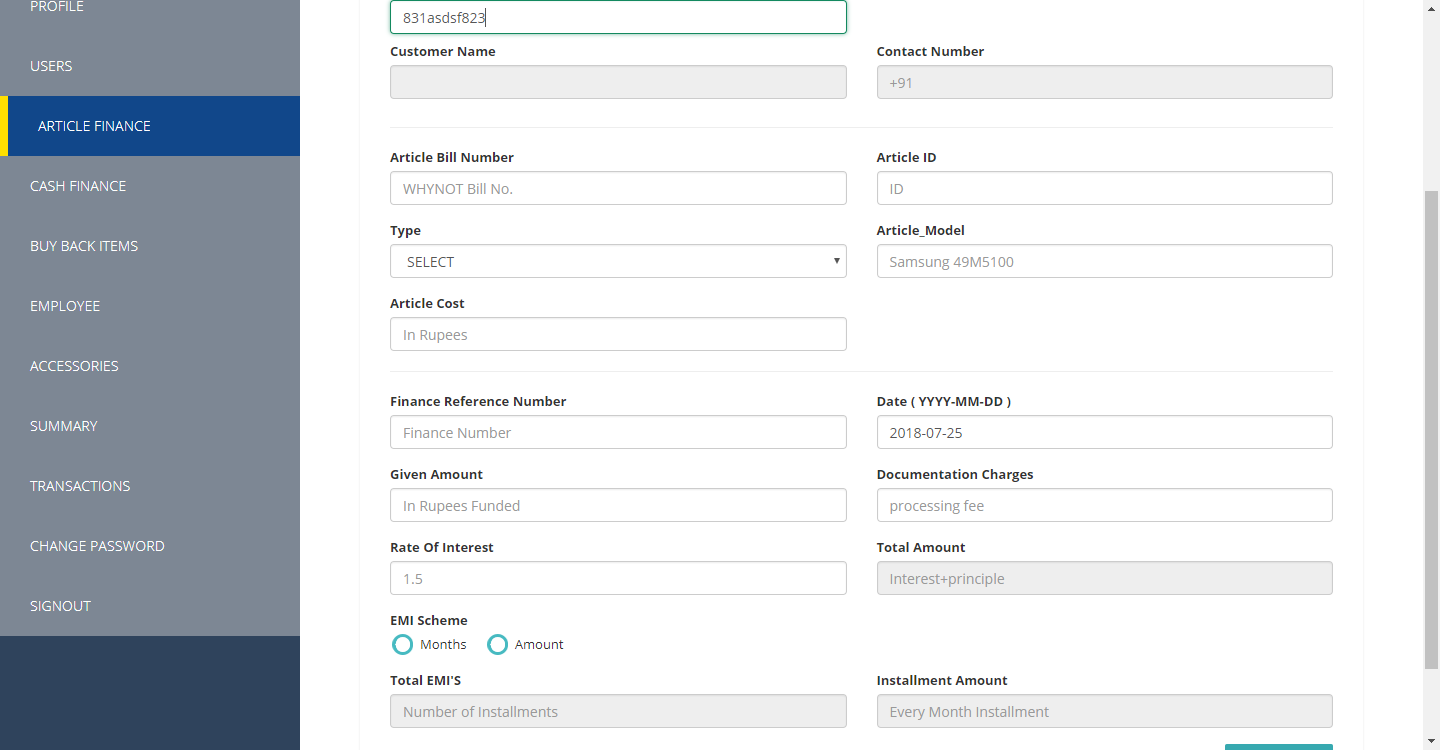 PROFILE
USERS
ARTICLE FINANCE
CASH FINANCE
BUY BACK ITEMS
EMPLOYEE
ACCESSORIES
SUMMARY
TRANSACTIONS
CHANGE PASSWORD
SIGNOUT
831asdsf823
Customer Name Contact Number
+91
Article Bill Number Article ID
WHYNOT Bill No. ID
Type Article_Model
SELECT Samsung 49M5100
Article Cost
In Rupees
Finance Reference Number Date ( YYYY-MM-DD )
Finance Number 2018-07-25
Given Amount Documentation Charges
In Rupees Funded processing fee
Rate Of Interest Total Amount
1.5 Interest+principle
EMI Scheme
Months Amount
Total EMI'S Installment Amount
Number of Installments Every Month Installment